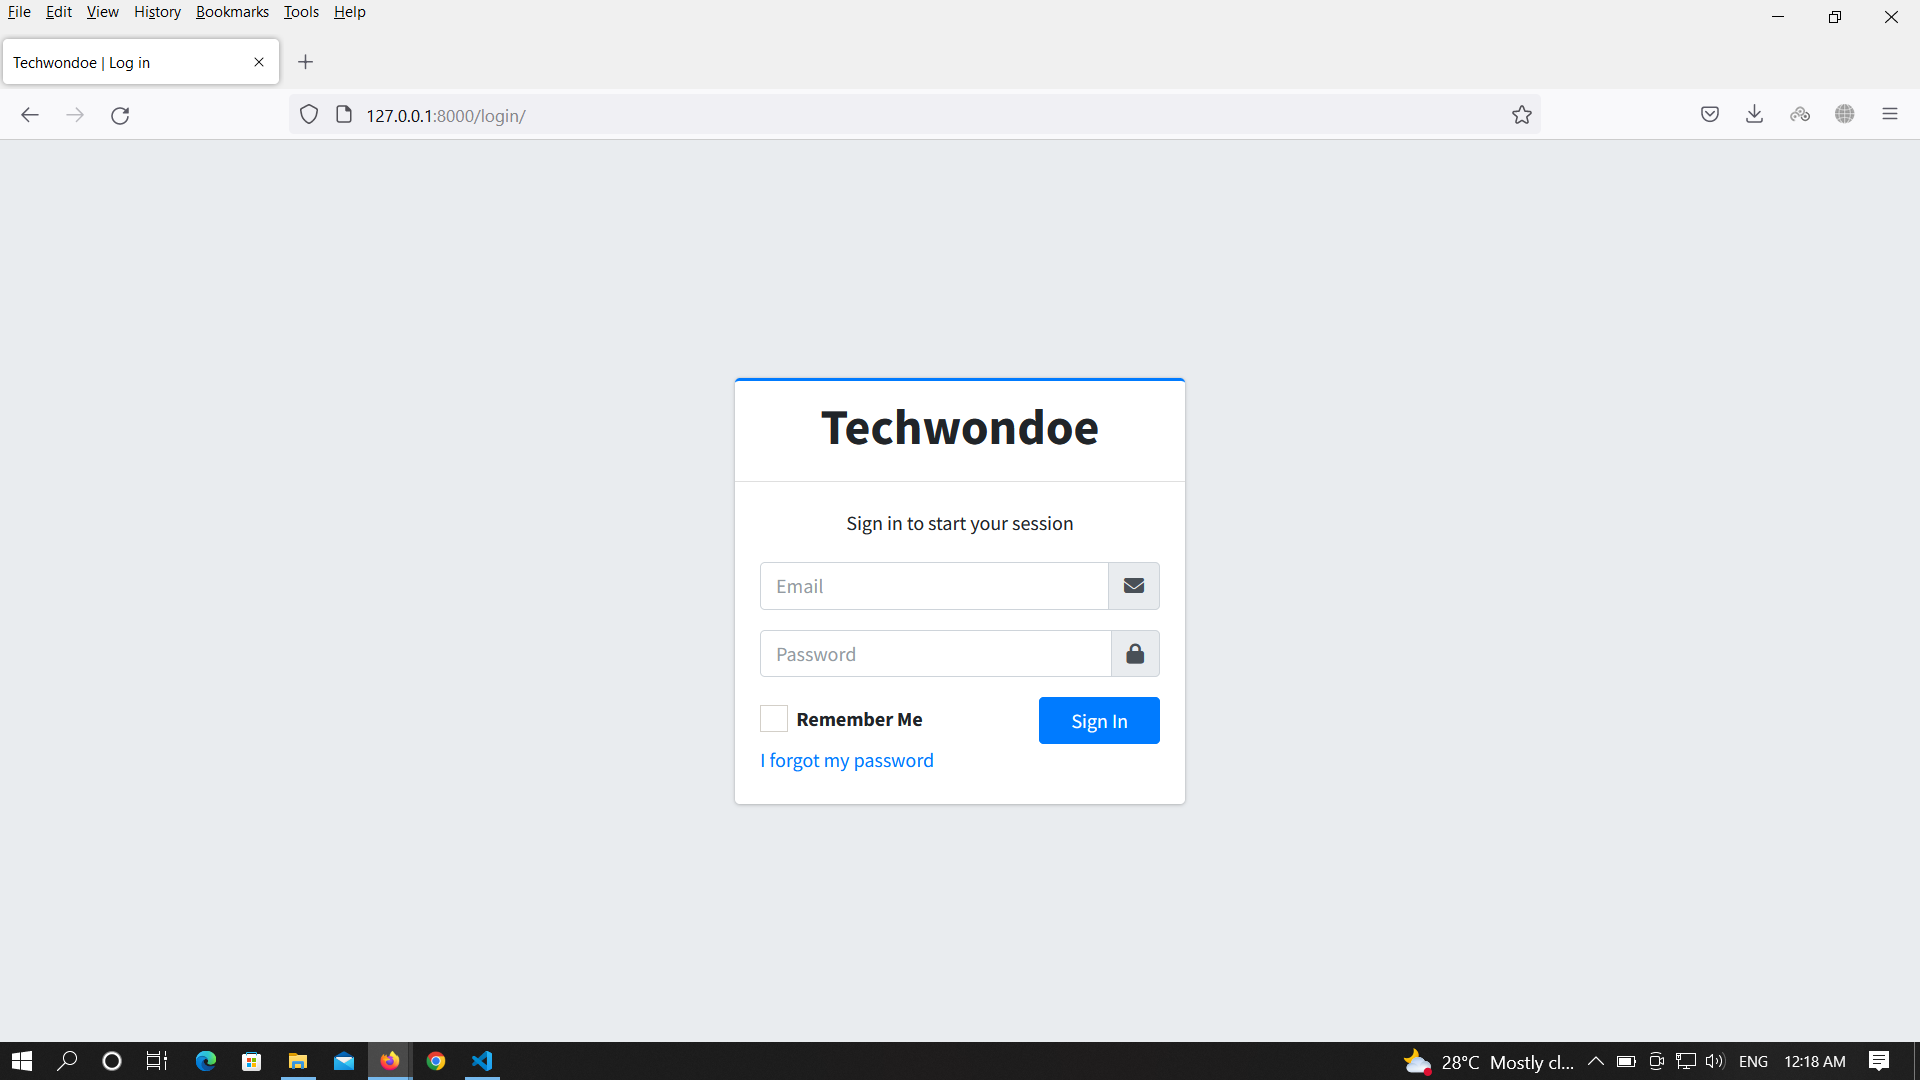 File Edit View History Bookmarks Tools Help
Techwondoe | Log in
127.0.0.1:8000/login/
Techwondoe
Sign in to start your session
Email
Password
Remember Me
Sign In
I forgot my password
28°C Mostly cl...
ENG
12:18 AM